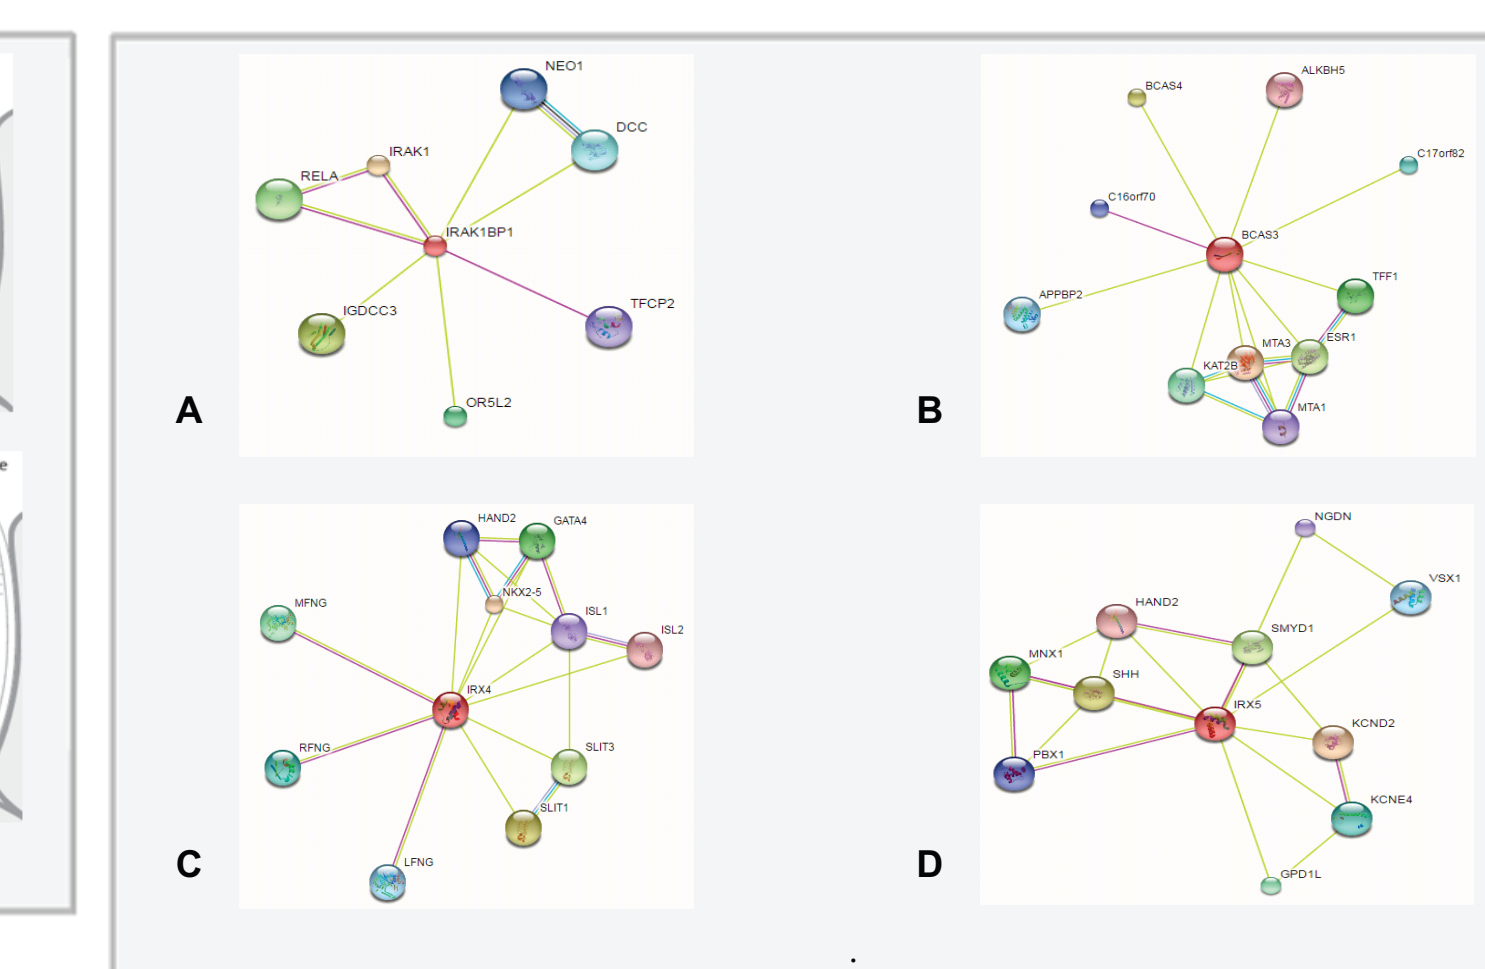 e
NEO1
DCC
IRAK1
RELA
IRAK1BP1
IGDCC3
TFCP2
OR5L2
A
BCAS4
ALKBH5
C17orf82
C16orf70
BCAS3
TFF1
APPBP2
ESR1
MTA3
KAT2B
MTA1
B
HAND2
GATA4
NKX2-5
MFNG
ISL1
ISL2
IRX4
RFNG
SLIT3
SLIT1
LFNG
C
NGDN
VSX1
HAND2
SMYD1
MNX1
SHH
IRX5
KCND2
PBX1
KCNE4
GPD1L
D
.